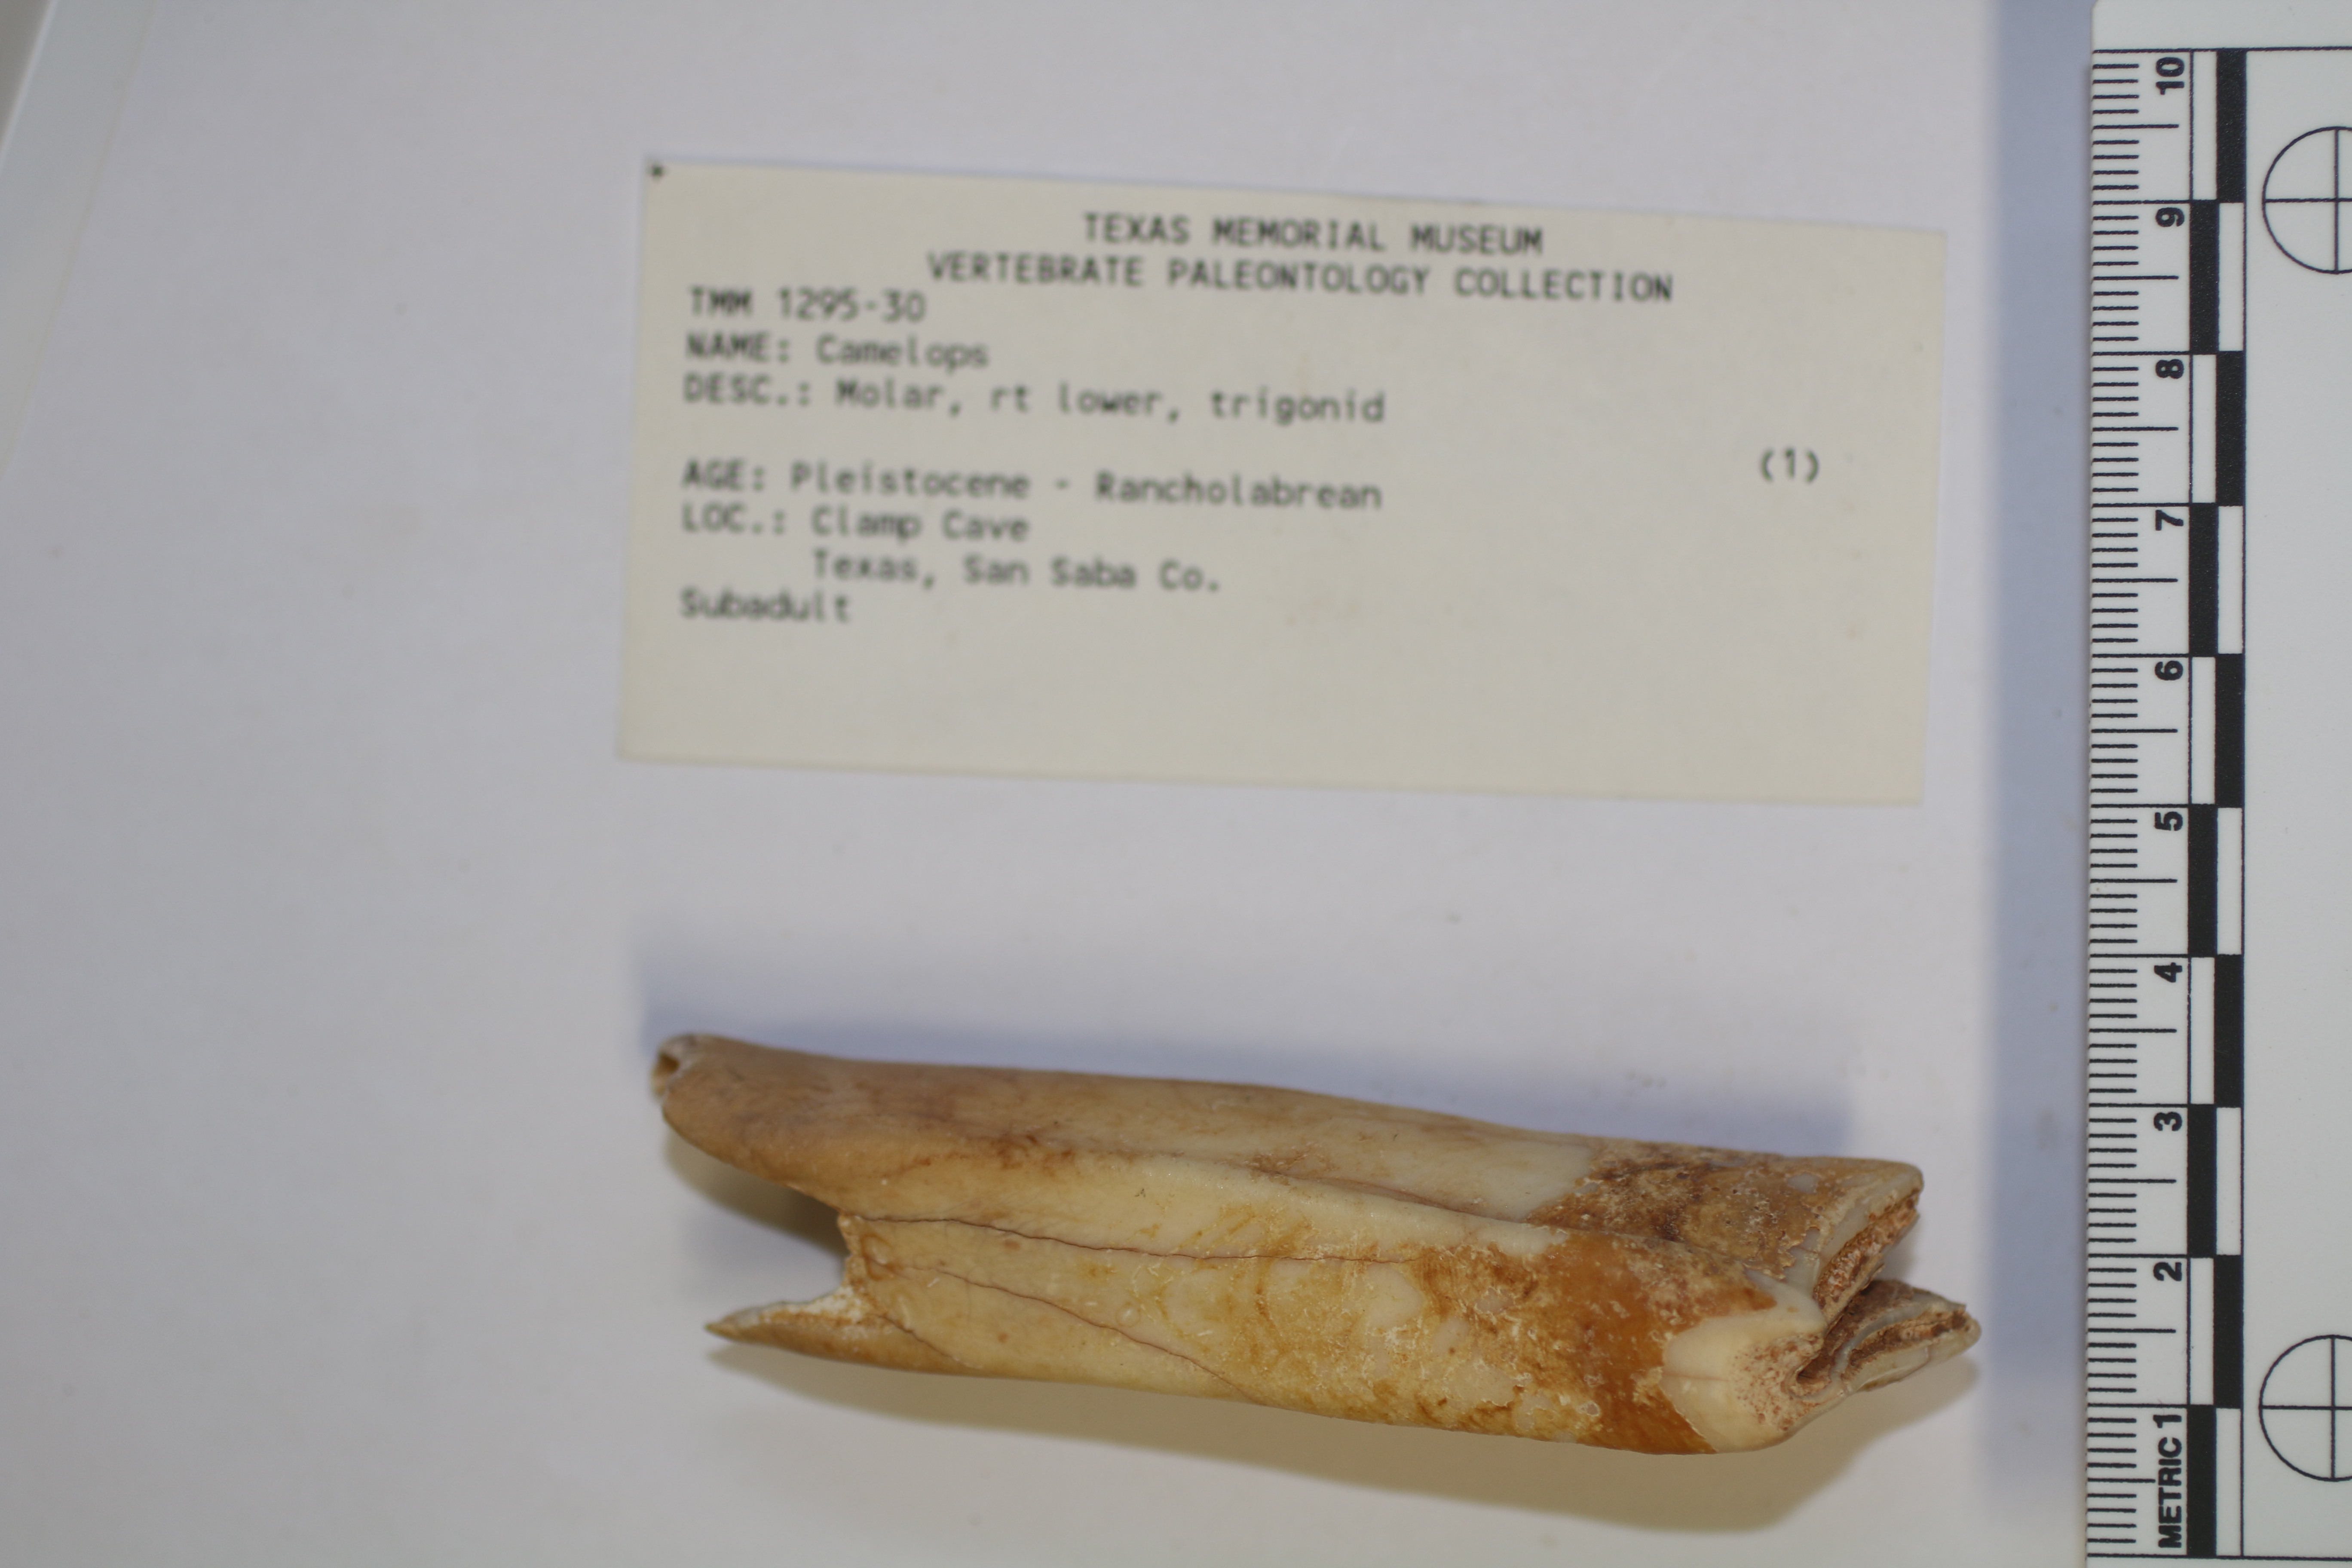 TEXAS MEMORIAL MUSEUM
VERTEBRATE PALEONTOLOGY COLLECTION
TMM 1295-30
NAME: Camelops
DESC.: Molar, rt lower, trigonid
AGE: Pleistocene - Rancholabrean (1)
LOC.: Clamp Cave
Texas, San Saba Co.
Subadult
METRIC 1 2 3 4 5 6 7 8 9 10